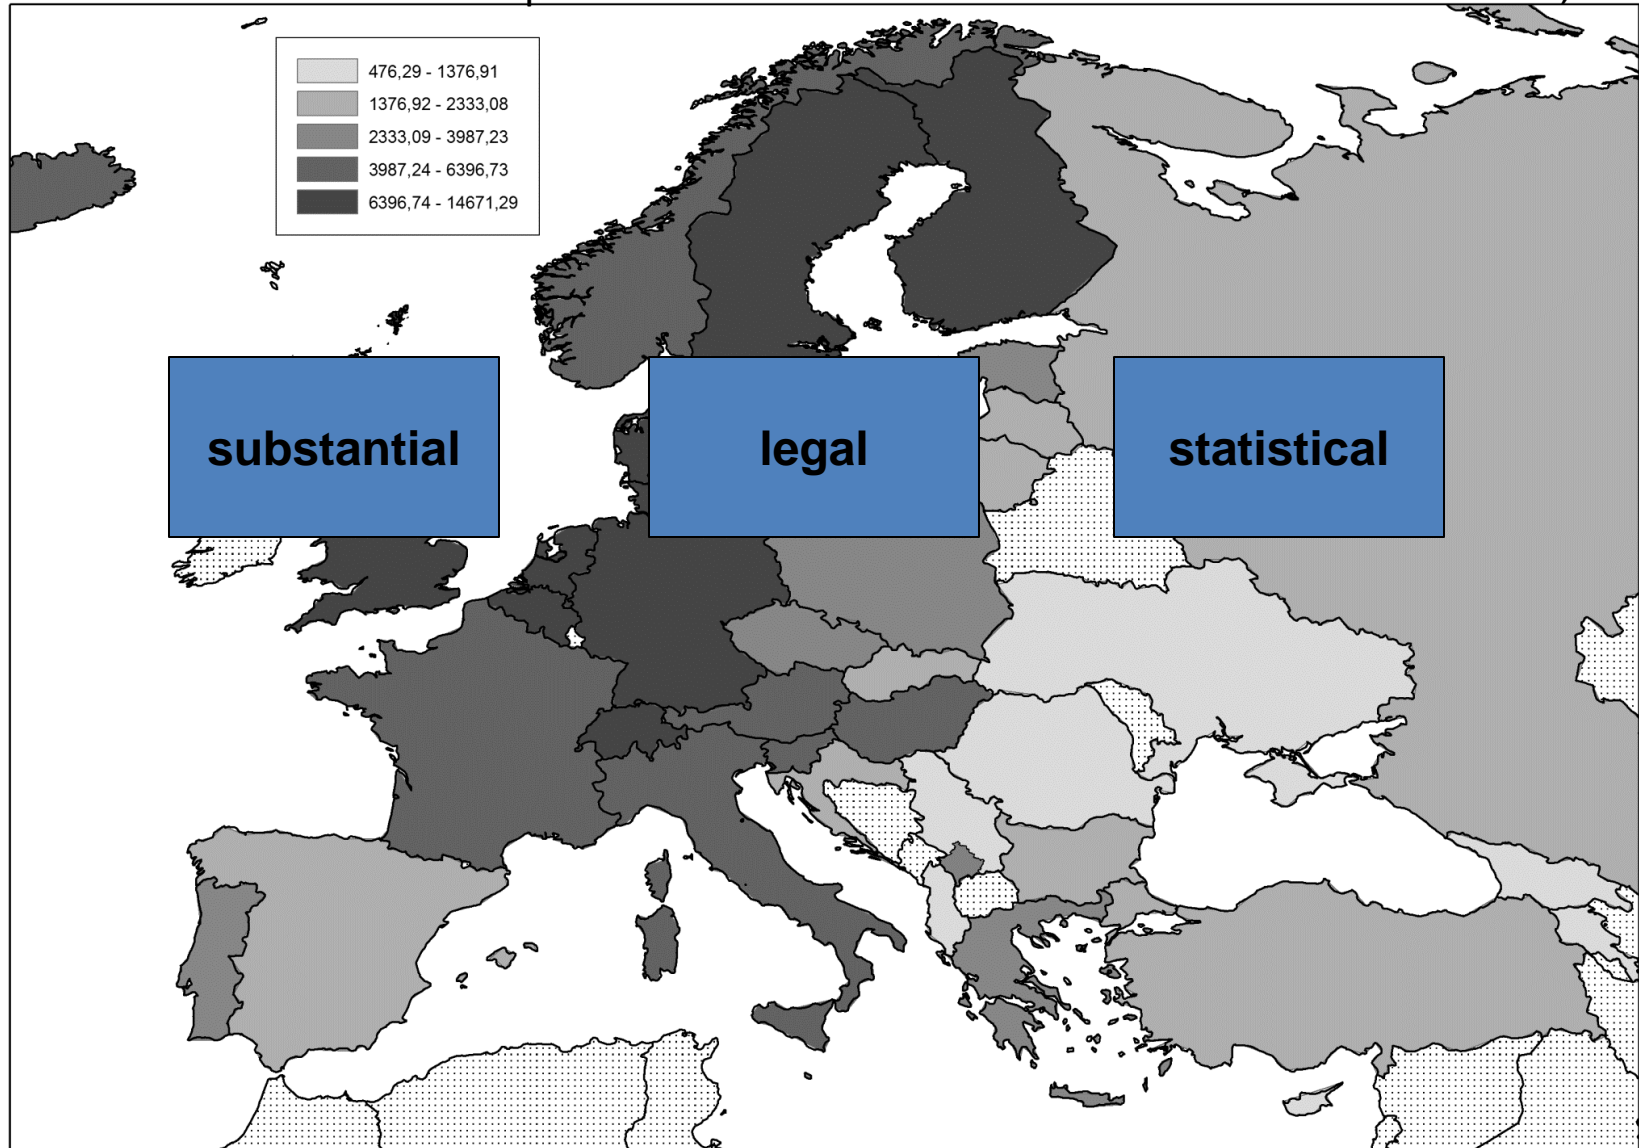 476,29 - 1376,91
1376,92 - 2333,08
2333,09 - 3987,23
3987,24 - 6396,73
6396,74 - 14671,29
substantial
legal
statistical